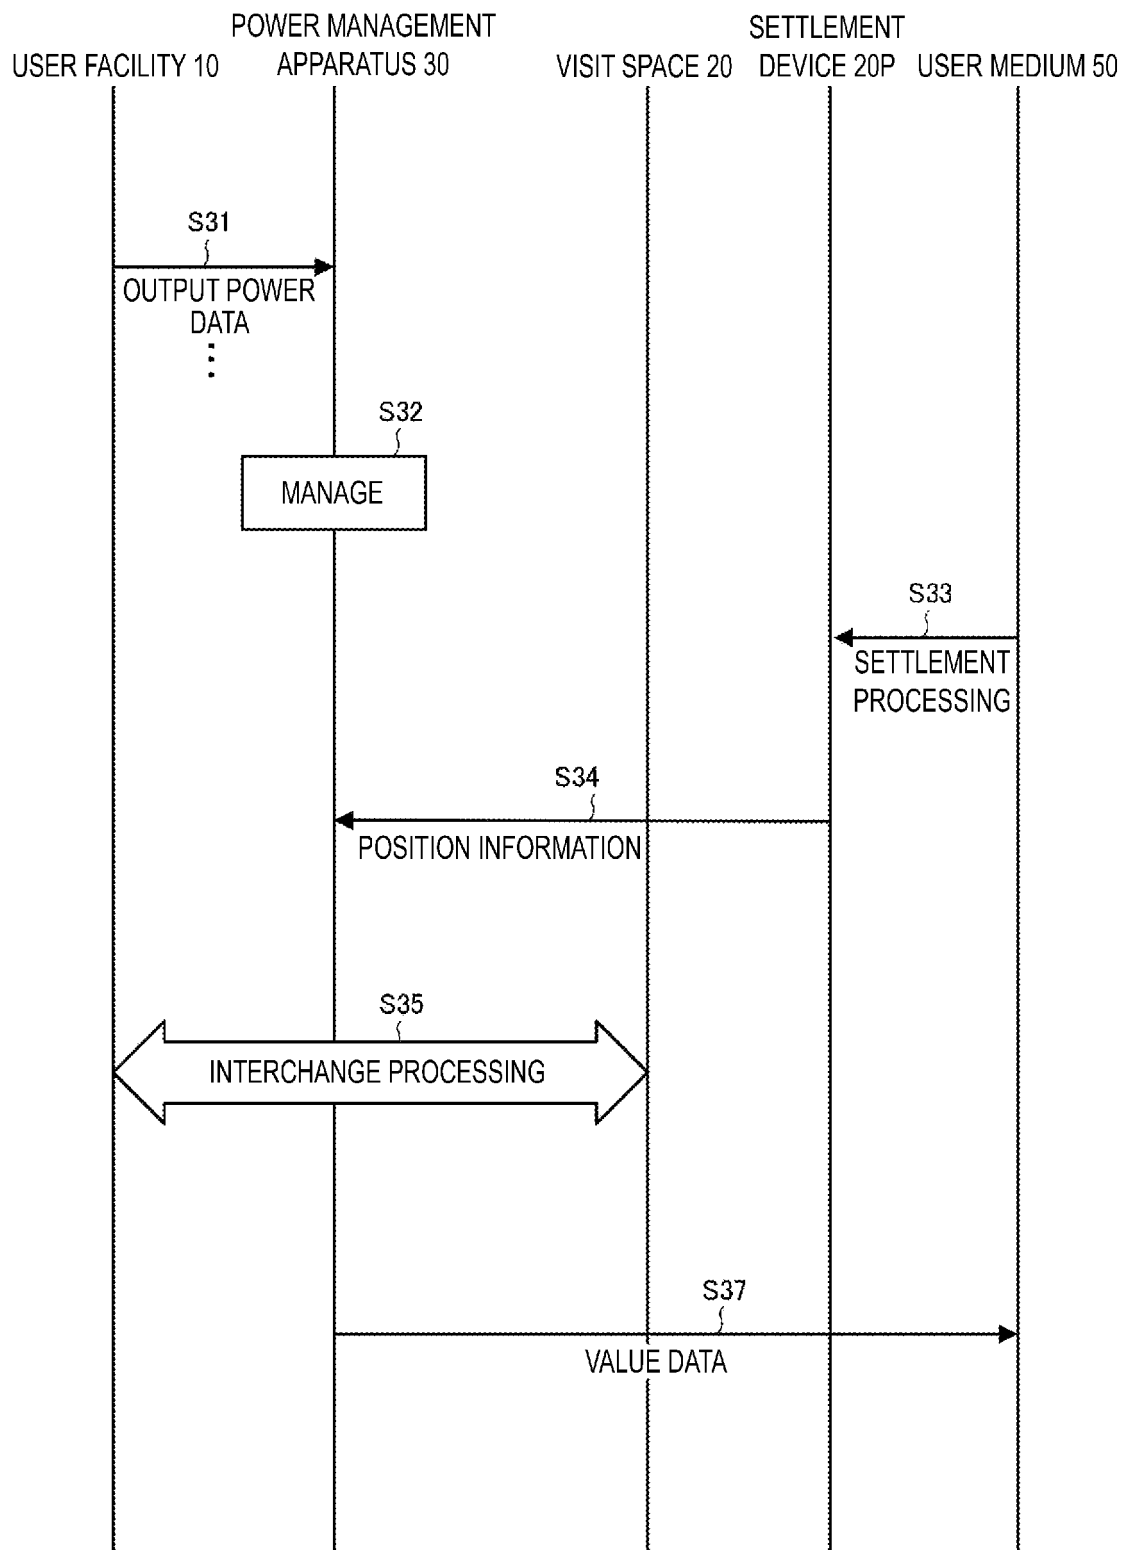 USER FACILITY 10
POWER MANAGEMENT
APPARATUS 30
VISIT SPACE 20
SETTLEMENT
DEVICE 20P
USER MEDIUM 50
S31
OUTPUT POWER
DATA
S32
MANAGE
S33
SETTLEMENT
PROCESSING
S34
POSITION INFORMATION
S35
INTERCHANGE PROCESSING
S37
VALUE DATA